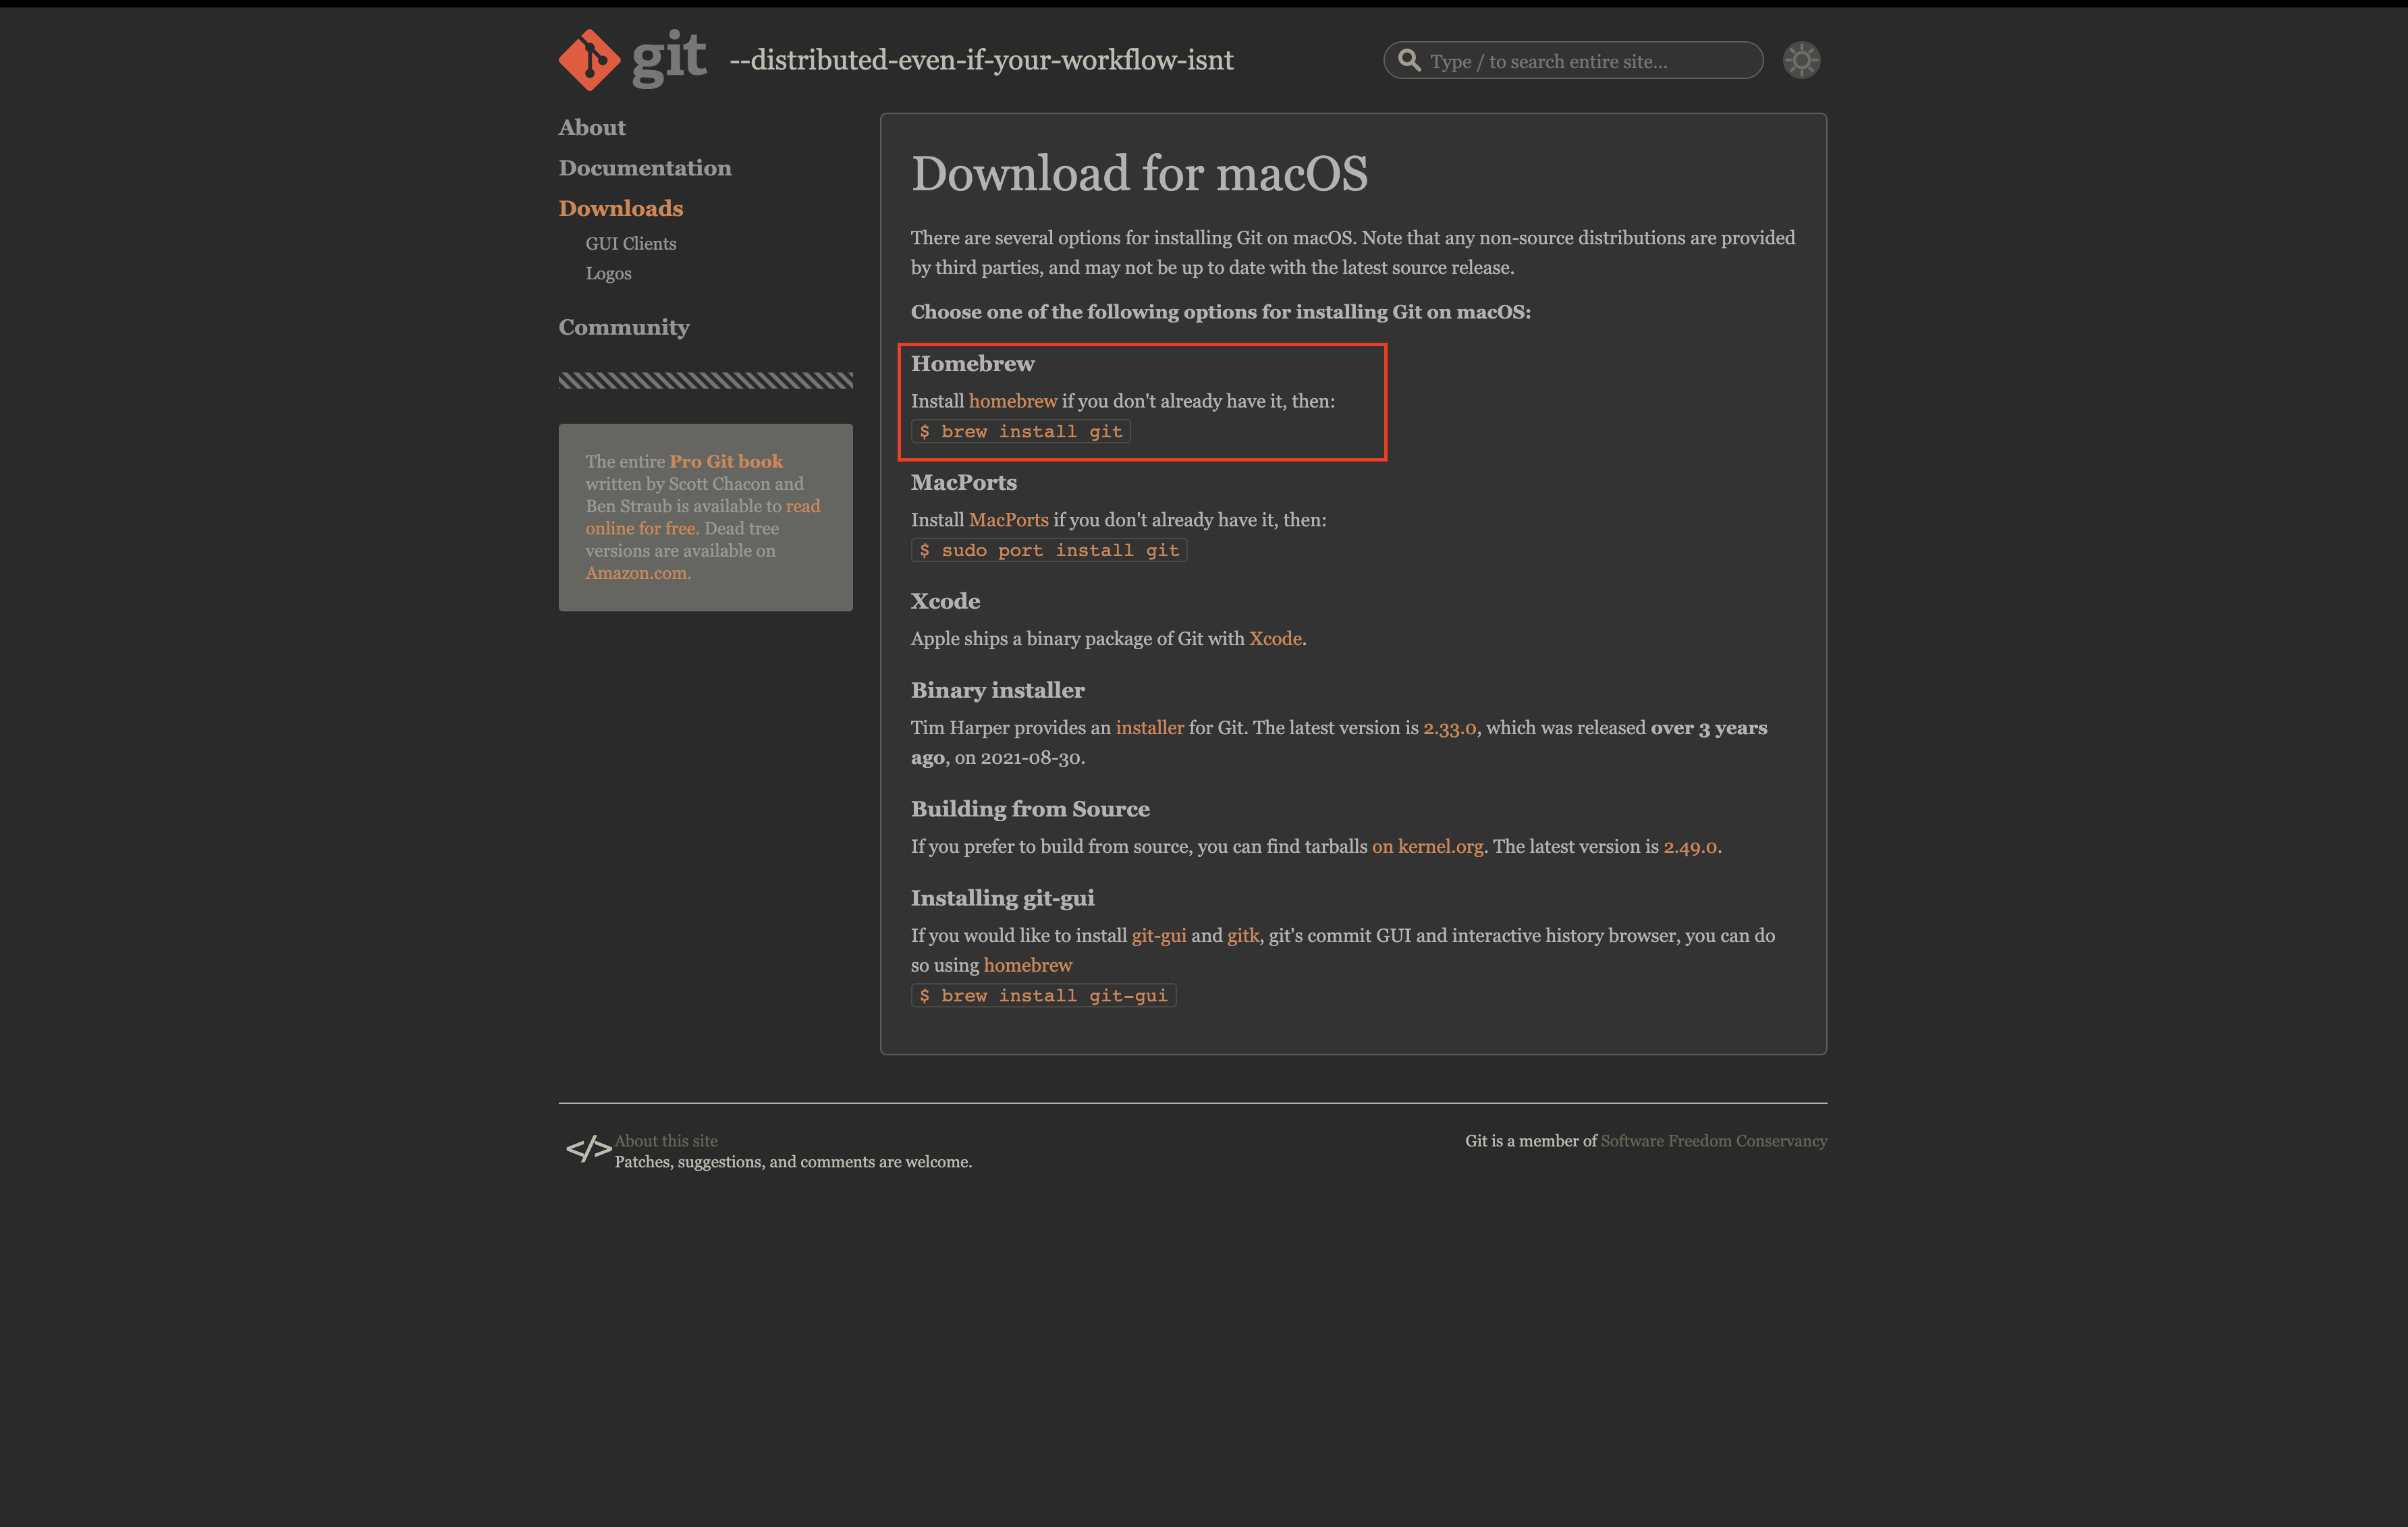 git --distributed-even-if-your-workflow-isnt
Type / to search entire site...
About
Documentation
Downloads
GUI Clients
Logos
Community
The entire Pro Git book
written by Scott Chacon and
Ben Straub is available to read
online for free. Dead tree
versions are available on
Amazon.com.
Download for macOS
There are several options for installing Git on macOS. Note that any non-source distributions are provided
by third parties, and may not be up to date with the latest source release.
Choose one of the following options for installing Git on macOS:
Homebrew
Install homebrew if you don't already have it, then:
$ brew install git
MacPorts
Install MacPorts if you don't already have it, then:
$ sudo port install git
Xcode
Apple ships a binary package of Git with Xcode.
Binary installer
Tim Harper provides an installer for Git. The latest version is 2.33.0, which was released over 3 years
ago, on 2021-08-30.
Building from Source
If you prefer to build from source, you can find tarballs on kernel.org. The latest version is 2.49.0.
Installing git-gui
If you would like to install git-gui and gitk, git's commit GUI and interactive history browser, you can do
so using homebrew
$ brew install git-gui
</> About this site
Patches, suggestions, and comments are welcome.
Git is a member of Software Freedom Conservancy